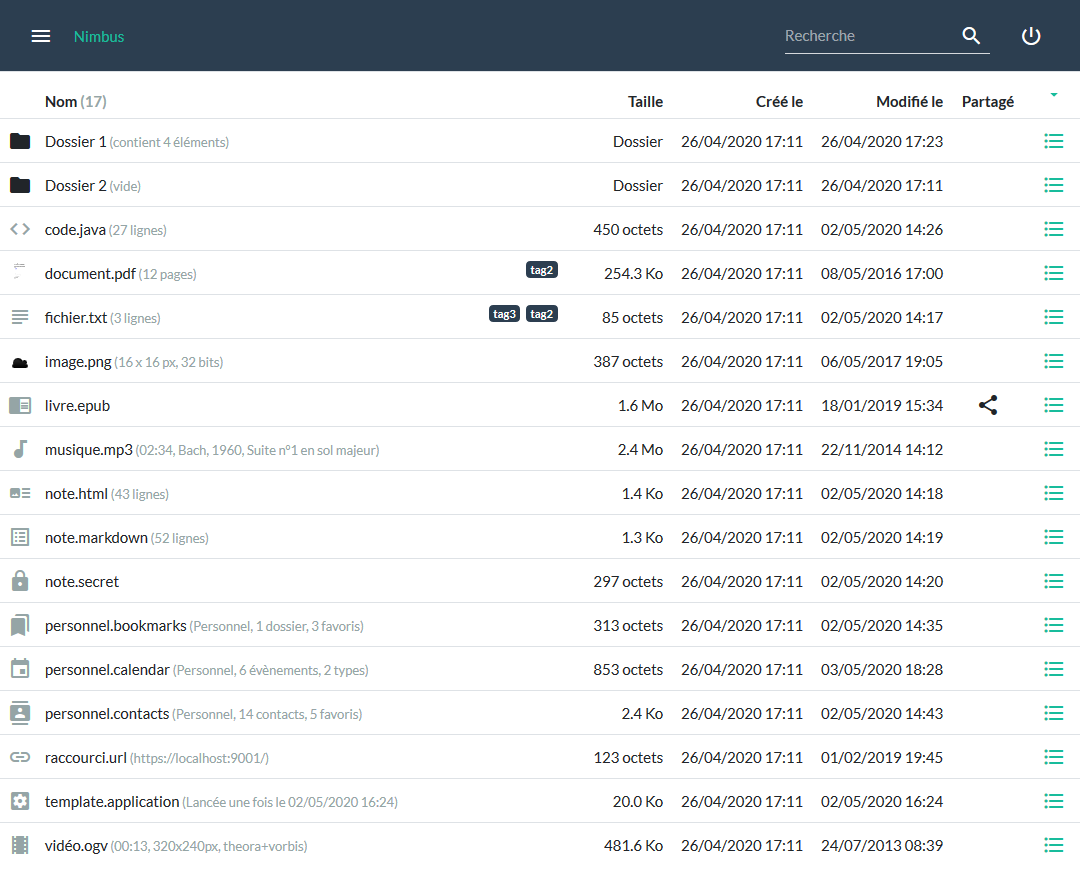 Nimbus Recherche
Nom (17) Taille Créé le Modifié le Partagé
Dossier 1 (contient 4 éléments) Dossier 26/04/2020 17:11 26/04/2020 17:23
Dossier 2 (vide) Dossier 26/04/2020 17:11 26/04/2020 17:11
code.java (27 lignes) 450 octets 26/04/2020 17:11 02/05/2020 14:26
document.pdf (12 pages) tag2 254.3 Ko 26/04/2020 17:11 08/05/2016 17:00
fichier.txt (3 lignes) tag3 tag2 85 octets 26/04/2020 17:11 02/05/2020 14:17
image.png (16 x 16 px, 32 bits) 387 octets 26/04/2020 17:11 06/05/2017 19:05
livre.epub 1.6 Mo 26/04/2020 17:11 18/01/2019 15:34
musique.mp3 (02:34, Bach, 1960, Suite n°1 en sol majeur) 2.4 Mo 26/04/2020 17:11 22/11/2014 14:12
note.html (43 lignes) 1.4 Ko 26/04/2020 17:11 02/05/2020 14:18
note.markdown (52 lignes) 1.3 Ko 26/04/2020 17:11 02/05/2020 14:19
note.secret 297 octets 26/04/2020 17:11 02/05/2020 14:20
personnel.bookmarks (Personnel, 1 dossier, 3 favoris) 313 octets 26/04/2020 17:11 02/05/2020 14:35
personnel.calendar (Personnel, 6 évènements, 2 types) 853 octets 26/04/2020 17:11 03/05/2020 18:28
personnel.contacts (Personnel, 14 contacts, 5 favoris) 2.4 Ko 26/04/2020 17:11 02/05/2020 14:43
raccourci.url (https://localhost:9001/) 123 octets 26/04/2020 17:11 01/02/2019 19:45
template.application (Lancée une fois le 02/05/2020 16:24) 20.0 Ko 26/04/2020 17:11 02/05/2020 16:24
vidéo.ogv (00:13, 320x240px, theora+vorbis) 481.6 Ko 26/04/2020 17:11 24/07/2013 08:39